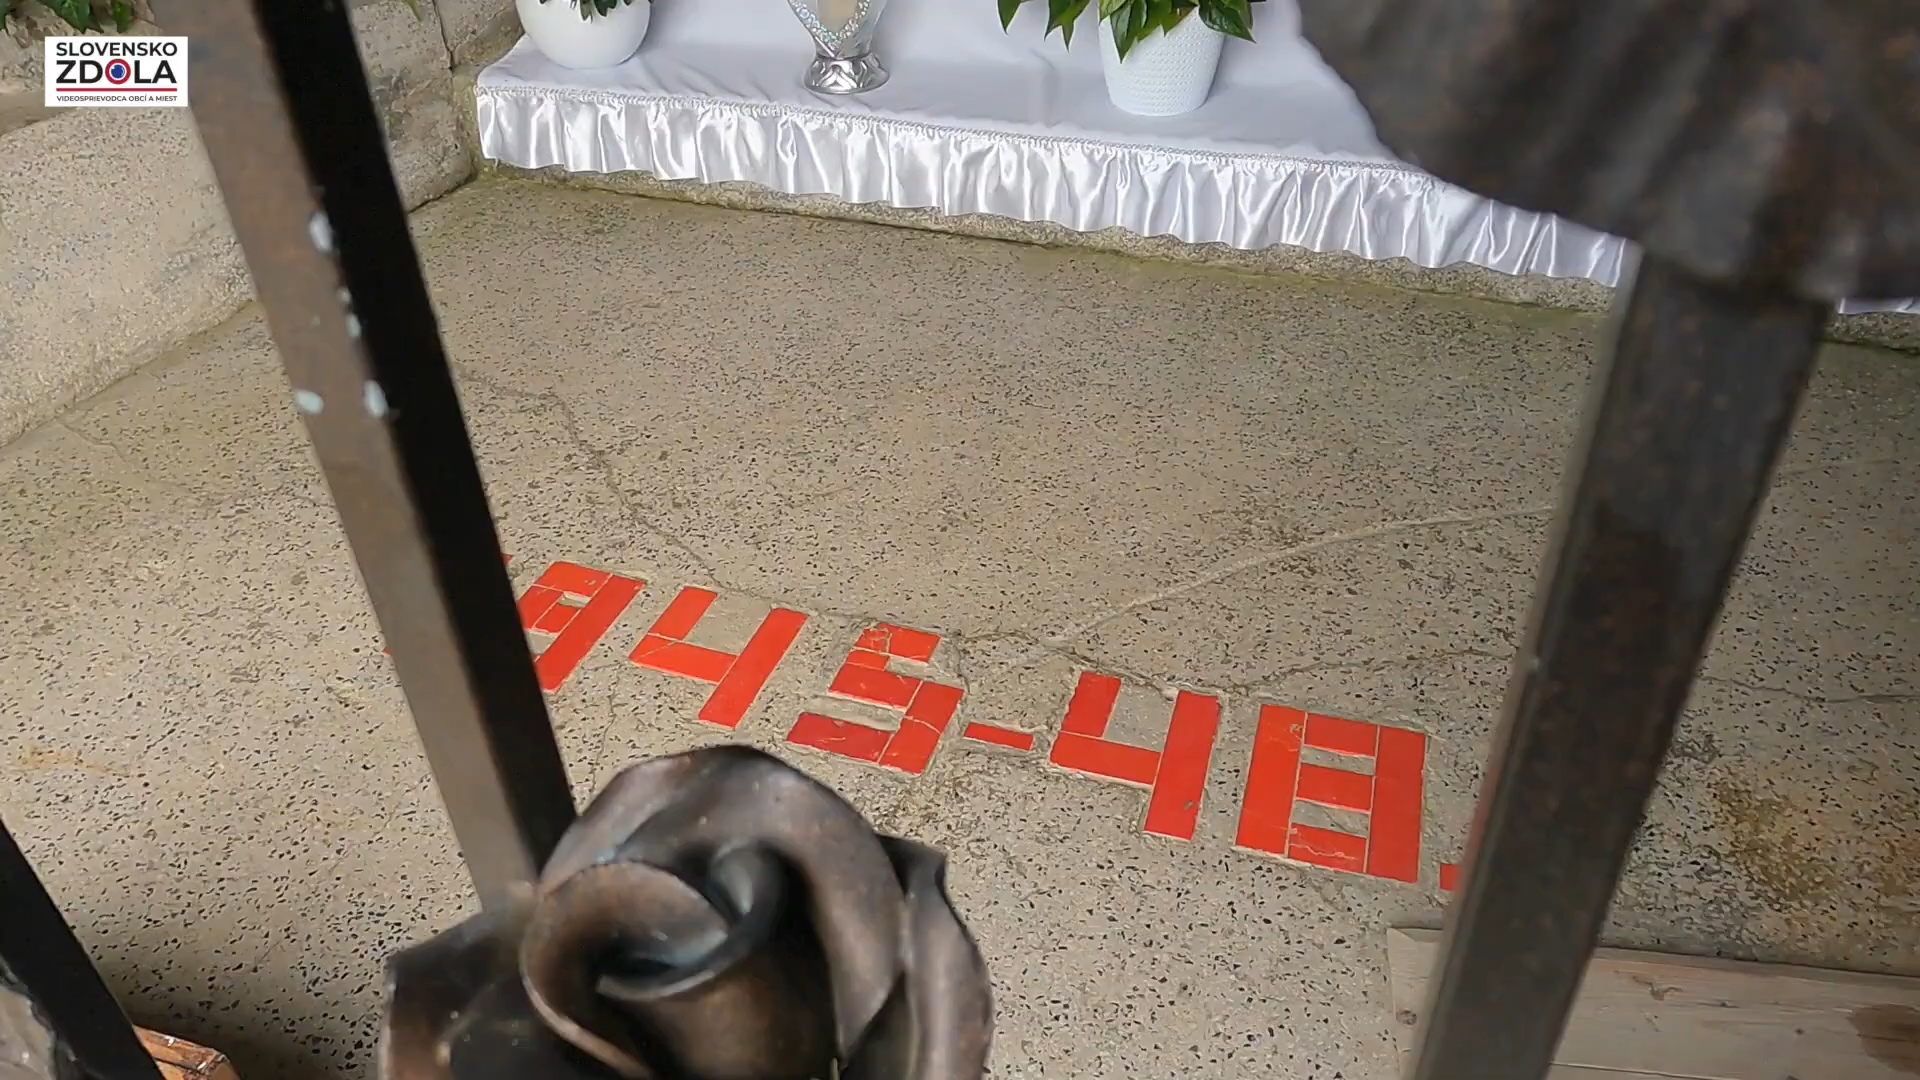 SLOVENSKO
ZDOLA
VIDEOSPRIEVODCA OBCÍ A MIEST
945-48.